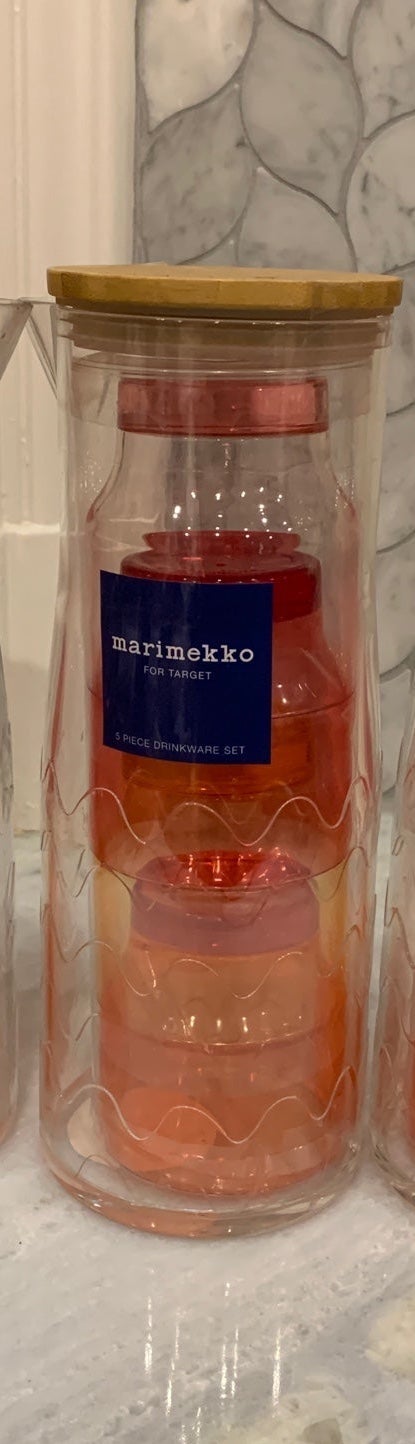 marimekko
FOR TARGET
5 PIECE DRINKWARE SET